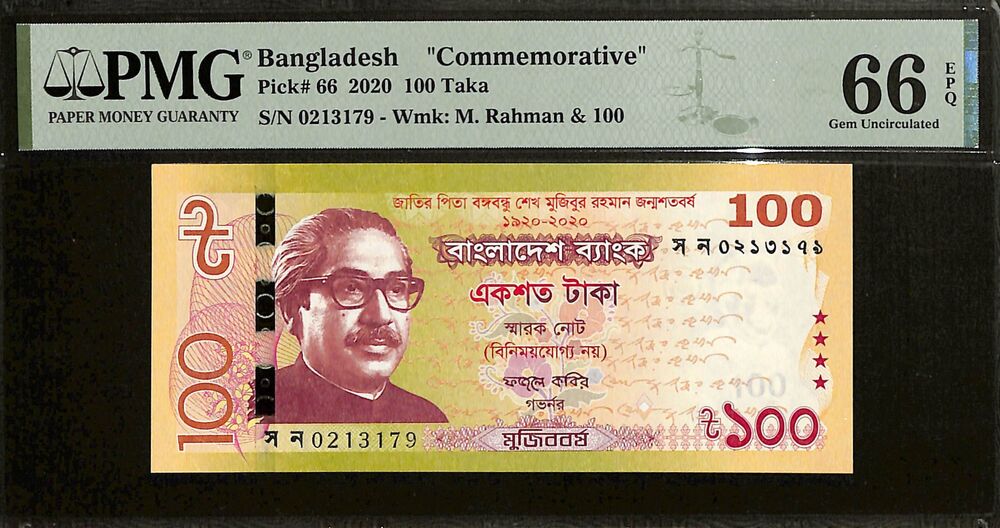 PMG®
PAPER MONEY GUARANTY
Bangladesh "Commemorative"
Pick# 66 2020 100 Taka
S/N 0213179 - Wmk: M. Rahman & 100
66
EPQ
Gem Uncirculated
জাতির পিতা বঙ্গবন্ধু শেখ মুজিবুর রহমান জন্মশতবর্ষ
১৯২০-২০২০
100
বাংলাদেশ ব্যাংক
স ন ০২১৩১৭৯
৳
একশত টাকা
স্মারক নোট
(বিনিময়যোগ্য নয়)
ফজলে কবির
গভর্নর
100
স ন 0213179
মুজিববর্ষ
৳১০০